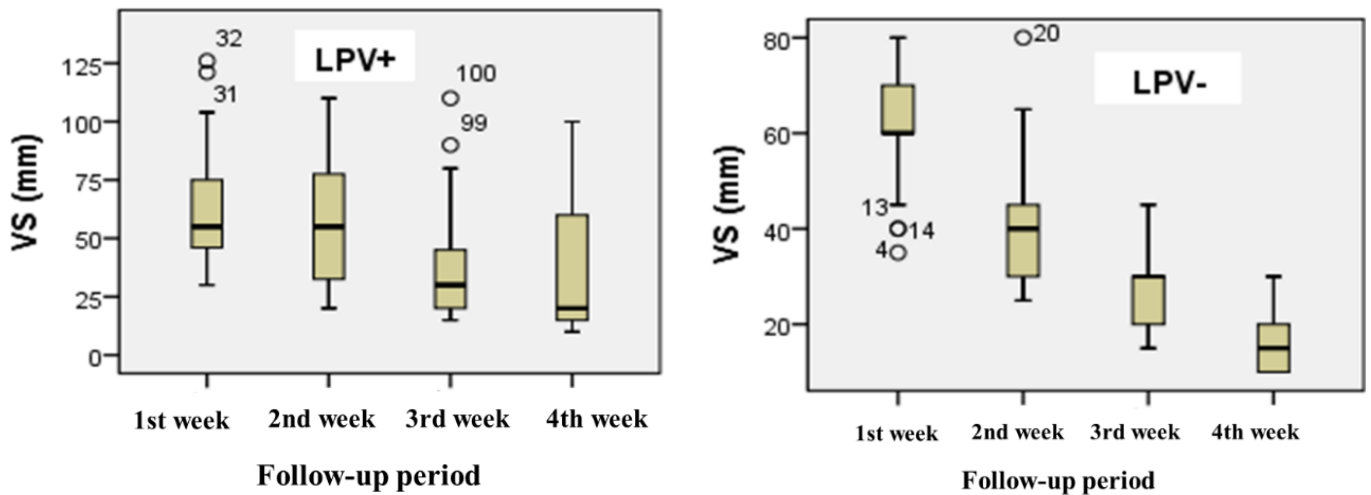 LPV+
VS (mm)
125
100
75
50
25
0
32
31
100
99
1st week 2nd week 3rd week 4th week
Follow-up period
LPV-
VS (mm)
80
60
40
20
20
13
14
4
1st week 2nd week 3rd week 4th week
Follow-up period